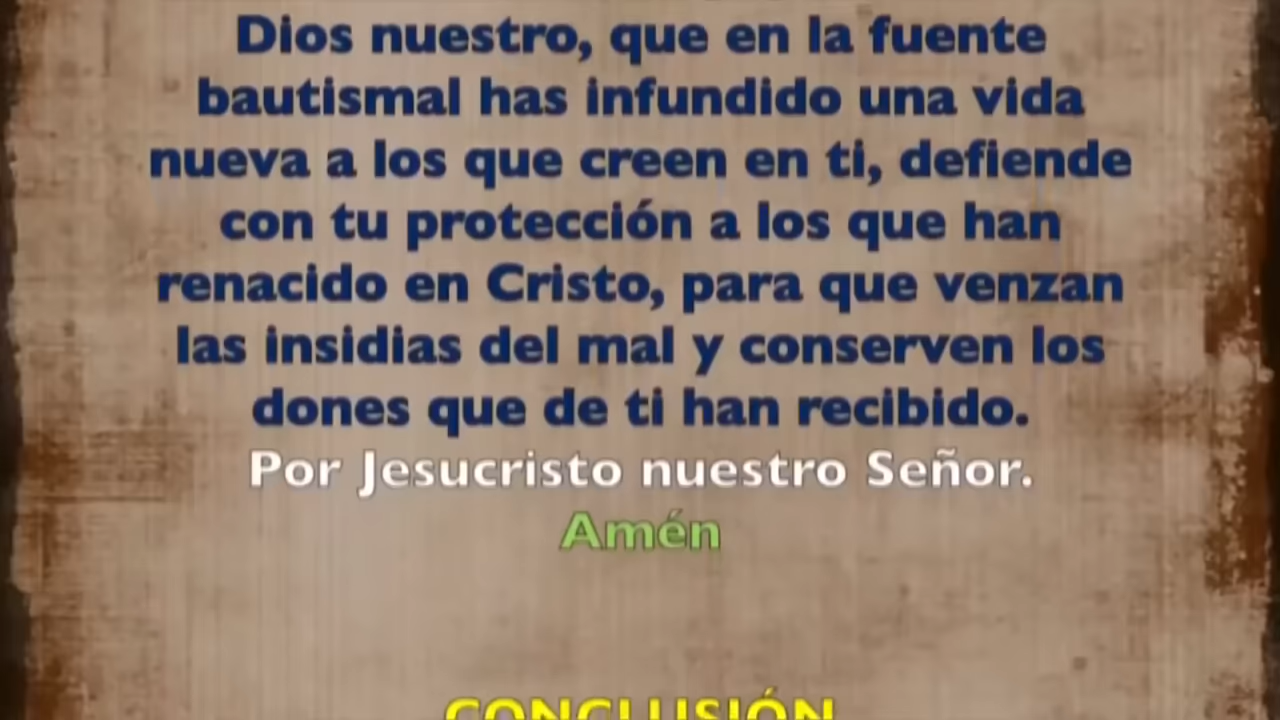 Dios nuestro, que en la fuente
bautismal has infundido una vida
nueva a los que creen en ti, defiende
con tu protección a los que han
renacido en Cristo, para que venzan
las insidias del mal y conserven los
dones que de ti han recibido.
Por Jesucristo nuestro Señor.
Amén
CONCLUSIÓN